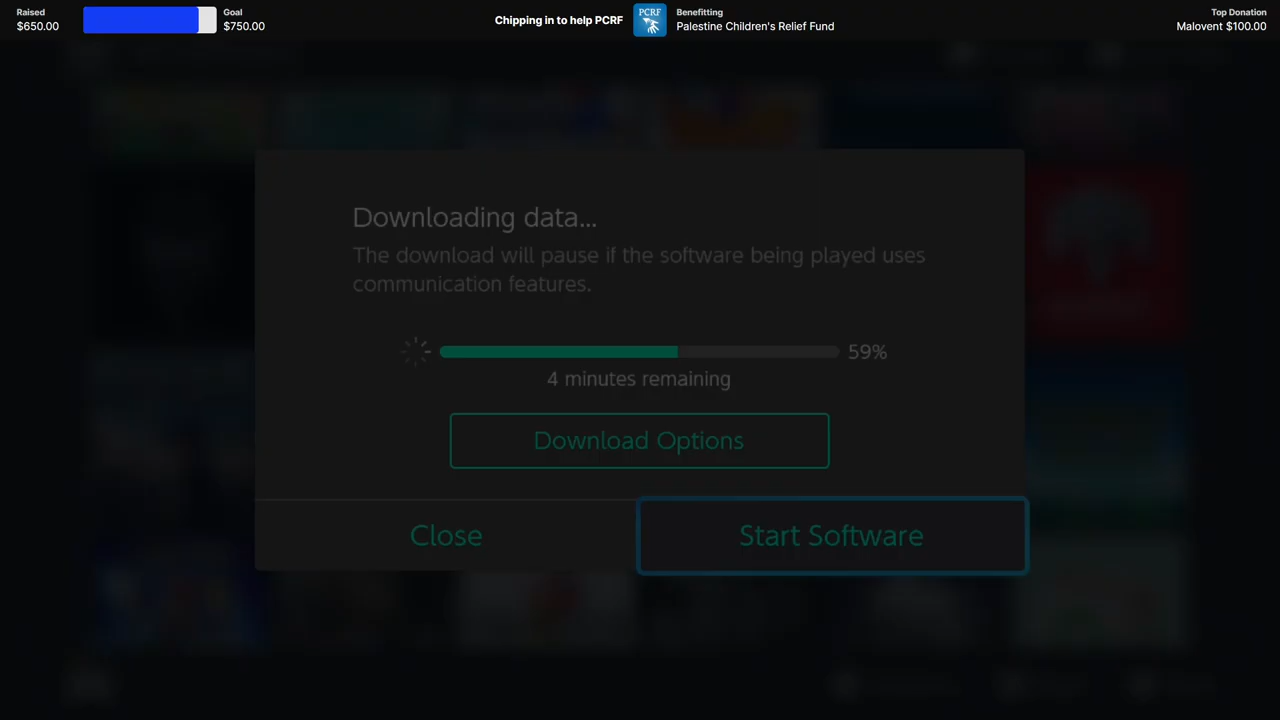 Raised
$650.00
Goal
$750.00
Chipping in to help PCRF
PCRF
Benefitting
Palestine Children's Relief Fund
Top Donation
Malovent $100.00
Downloading data...
The download will pause if the software being played uses
communication features.
59%
4 minutes remaining
Download Options
Close
Start Software